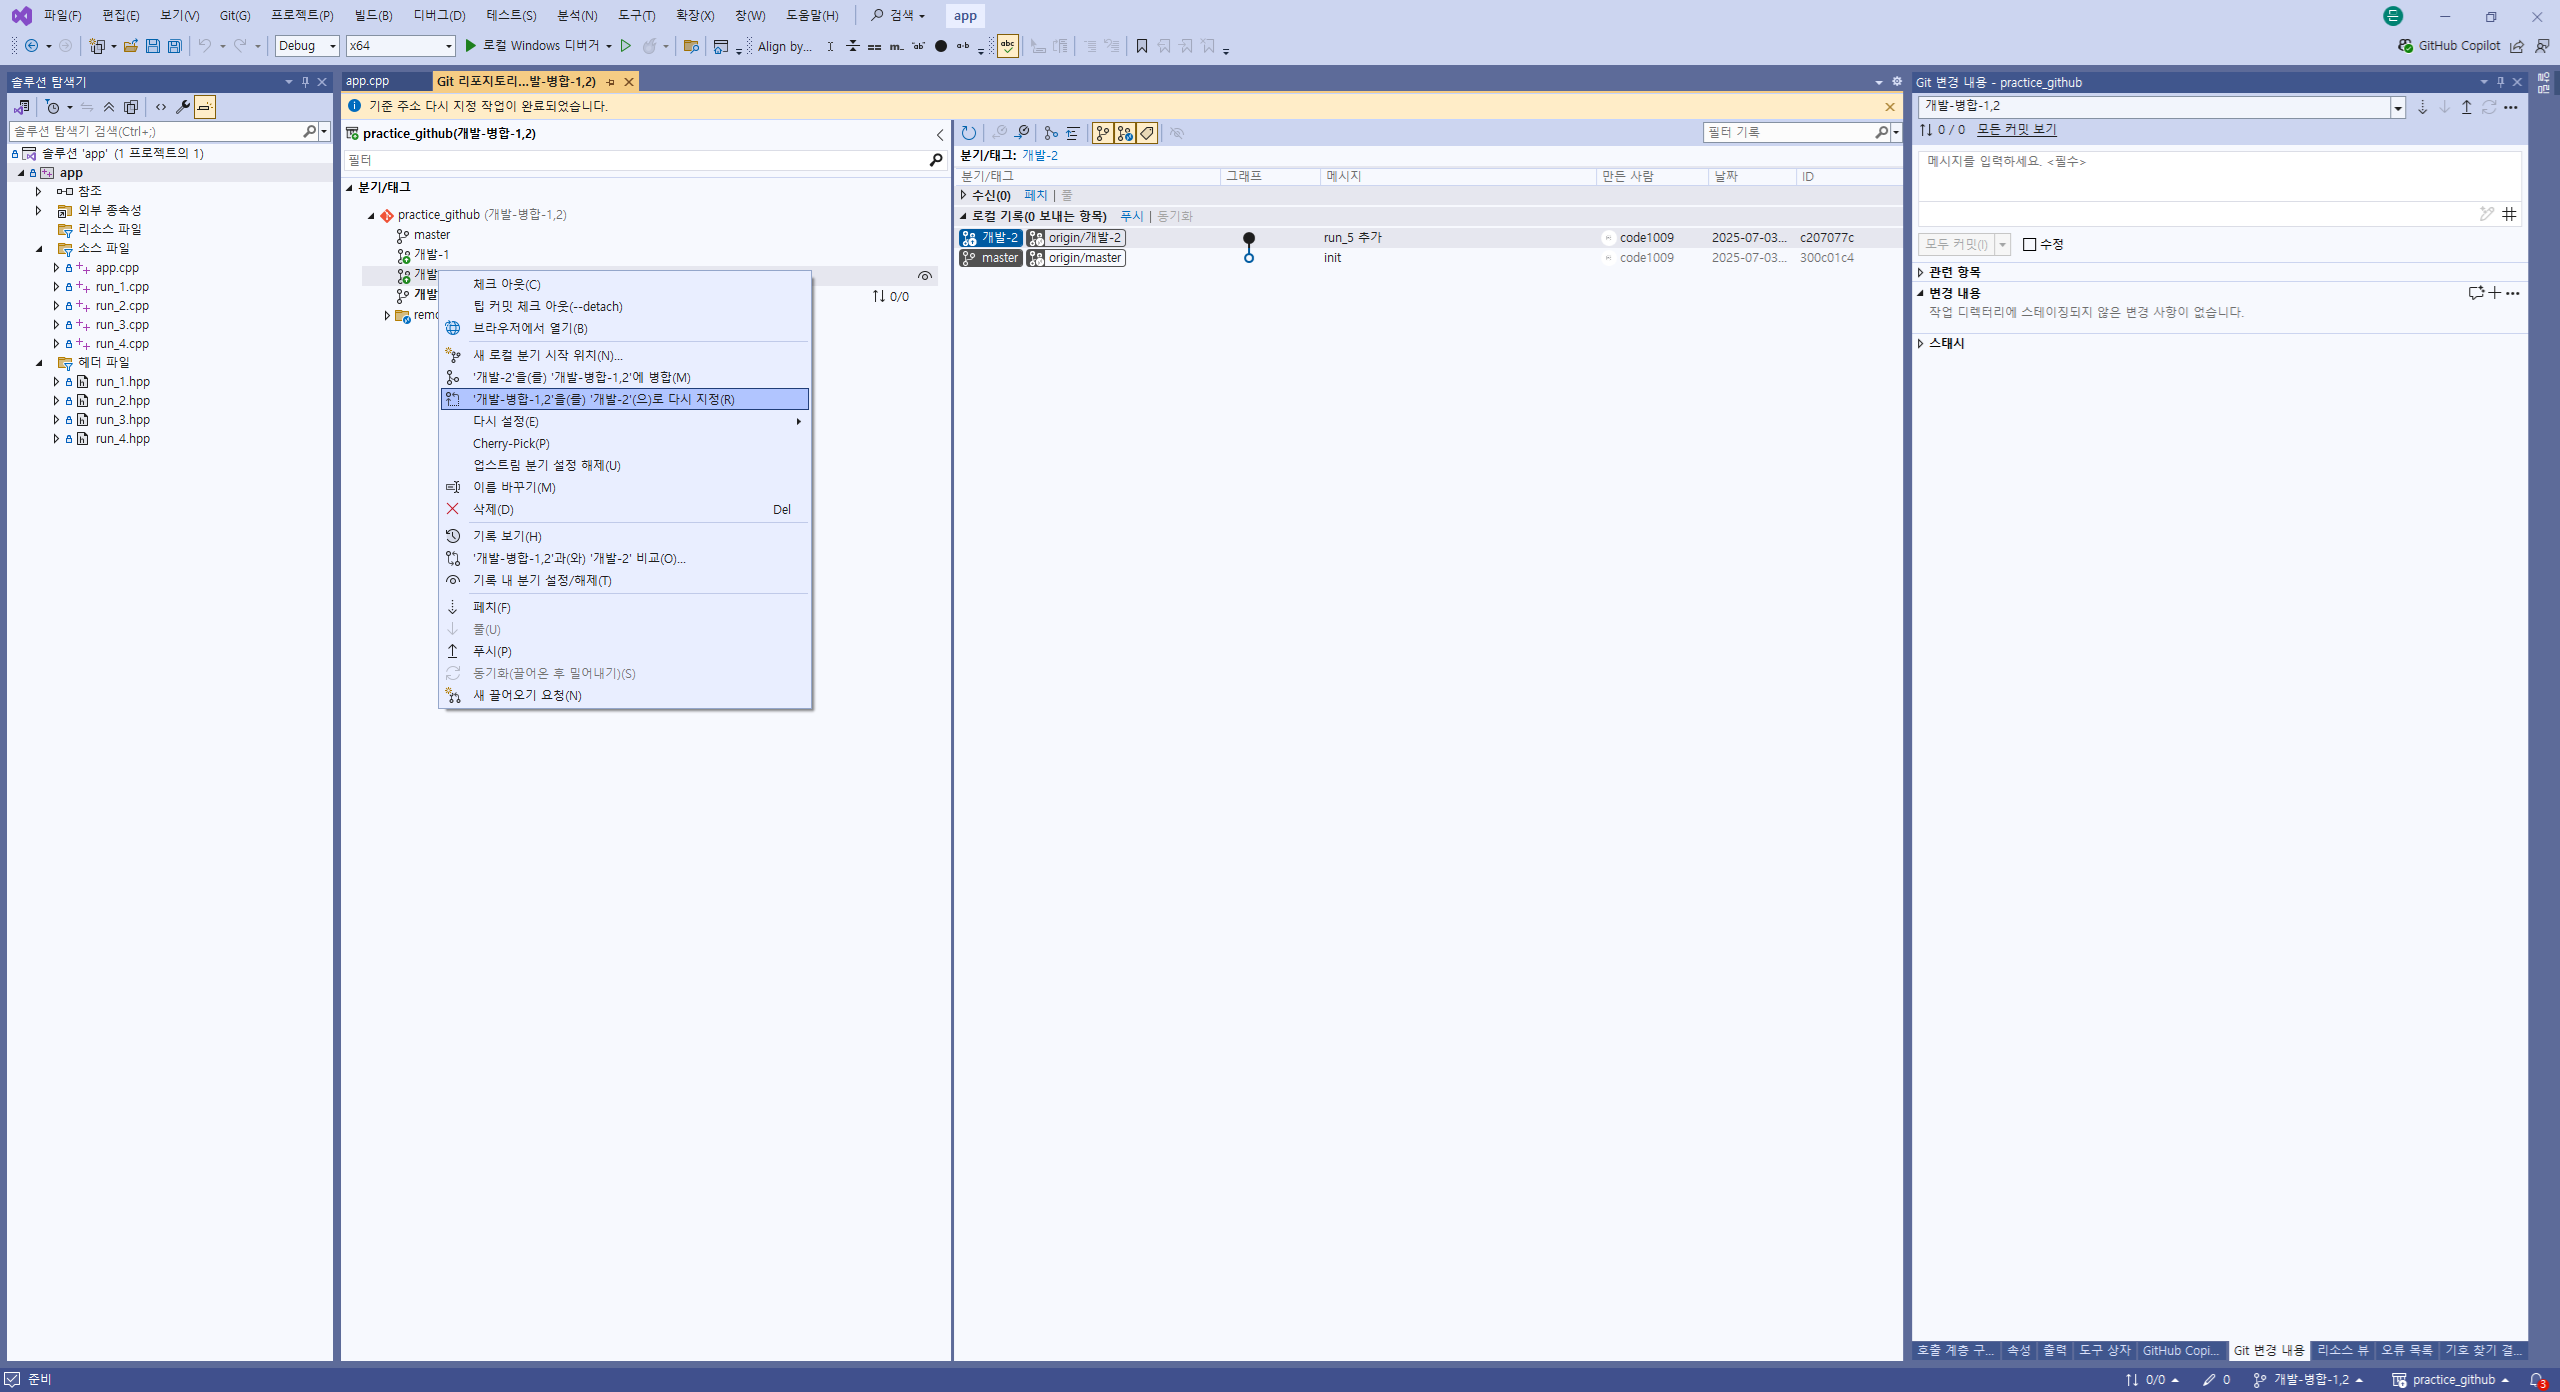 파일(F) 편집(E) 보기(V) Git(G) 프로젝트(P) 빌드(B) 디버그(D) 테스트(S) 분석(N) 도구(T) 확장(X) 창(W) 도움말(H) 검색 app 든
Debug x64 로컬 Windows 디버거 Align by... GitHub Copilot
솔루션 탐색기
솔루션 탐색기 검색(Ctrl+;)
솔루션 'app' (1 프로젝트의 1)
app
참조
외부 종속성
리소스 파일
소스 파일
app.cpp
run_1.cpp
run_2.cpp
run_3.cpp
run_4.cpp
헤더 파일
run_1.hpp
run_2.hpp
run_3.hpp
run_4.hpp
app.cpp Git 리포지토리...발-병합-1,2)
기준 주소 다시 지정 작업이 완료되었습니다.
practice_github(개발-병합-1,2)
필터
분기/태그
practice_github (개발-병합-1,2)
master
개발-1
개발
개발 0/0
체크 아웃(C)
팁 커밋 체크 아웃(--detach)
브라우저에서 열기(B)
새 로컬 분기 시작 위치(N)...
'개발-2'을(를) '개발-병합-1,2'에 병합(M)
'개발-병합-1,2'을(를) '개발-2'(으)로 다시 지정(R)
다시 설정(E)
Cherry-Pick(P)
업스트림 분기 설정 해제(U)
이름 바꾸기(M)
삭제(D) Del
기록 보기(H)
'개발-병합-1,2'과(와) '개발-2' 비교(O)...
기록 내 분기 설정/해제(T)
페치(F)
풀(U)
푸시(P)
동기화(끌어온 후 밀어내기)(S)
새 끌어오기 요청(N)
필터 기록
분기/태그: 개발-2
분기/태그 그래프 메시지 만든 사람 날짜 ID
수신(0) 페치 | 풀
로컬 기록(0 보내는 항목) 푸시 | 동기화
개발-2 origin/개발-2 run_5 추가 code1009 2025-07-03... c207077c
master origin/master init code1009 2025-07-03... 300c01c4
Git 변경 내용 - practice_github
개발-병합-1,2
0 / 0 모든 커밋 보기
메시지를 입력하세요. <필수>
모두 커밋(I) 수정
관련 항목
변경 내용
작업 디렉터리에 스테이징되지 않은 변경 사항이 없습니다.
스태시
알림
호출 계층 구... 속성 출력 도구 상자 GitHub Copi... Git 변경 내용 리소스 뷰 오류 목록 기호 찾기 결...
준비 0/0 0 개발-병합-1,2 practice_github 3